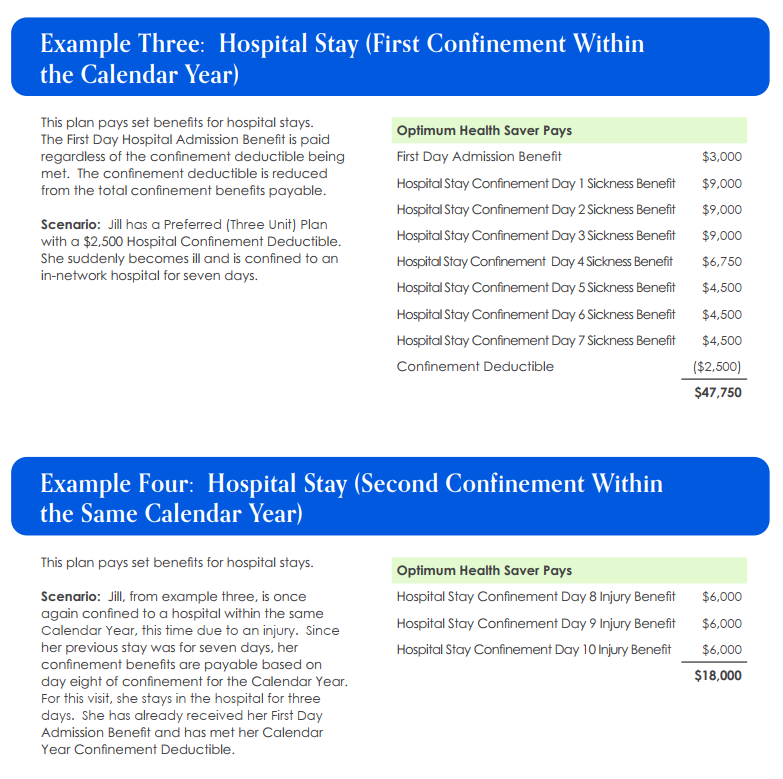 Example Three:  Hospital Stay (First Confinement Within
the Calendar Year)
This plan pays set benefits for hospital stays.
The First Day Hospital Admission Benefit is paid
regardless of the confinement deductible being
met.  The confinement deductible is reduced
from the total confinement benefits payable.
Scenario:  Jill has a Preferred (Three Unit) Plan
with a $2,500 Hospital Confinement Deductible.
She suddenly becomes ill and is confined to an
in-network hospital for seven days.
Optimum Health Saver Pays
First Day Admission Benefit $3,000
Hospital Stay Confinement Day 1 Sickness Benefit $9,000
Hospital Stay Confinement Day 2 Sickness Benefit $9,000
Hospital Stay Confinement Day 3 Sickness Benefit $9,000
Hospital Stay Confinement  Day 4 Sickness Benefit $6,750
Hospital Stay Confinement Day 5 Sickness Benefit $4,500
Hospital Stay Confinement Day 6 Sickness Benefit $4,500
Hospital Stay Confinement Day 7 Sickness Benefit $4,500
Confinement Deductible ($2,500)
$47,750
Example Four:  Hospital Stay (Second Confinement Within
the Same Calendar Year)
This plan pays set benefits for hospital stays.
Scenario:  Jill, from example three, is once
again confined to a hospital within the same
Calendar Year, this time due to an injury.  Since
her previous stay was for seven days, her
confinement benefits are payable based on
day eight of confinement for the Calendar Year.
For this visit, she stays in the hospital for three
days.  She has already received her First Day
Admission Benefit and has met her Calendar
Year Confinement Deductible.
Optimum Health Saver Pays
Hospital Stay Confinement Day 8 Injury Benefit $6,000
Hospital Stay Confinement Day 9 Injury Benefit $6,000
Hospital Stay Confinement Day 10 Injury Benefit $6,000
$18,000